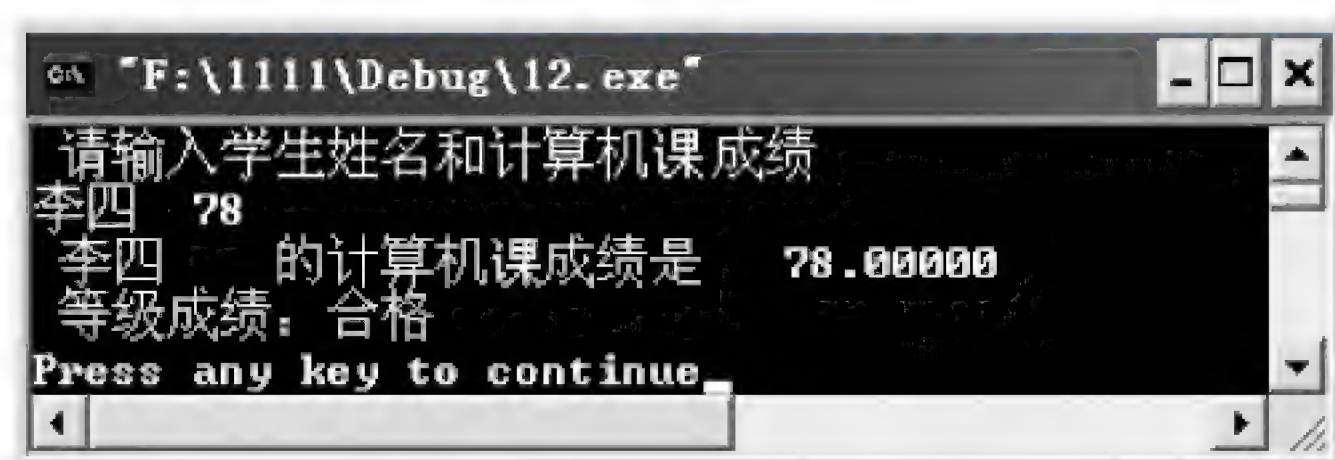 "F:\1111\Debug\12.exe"
请输入学生姓名和计算机课成绩
李四 78
李四 的计算机课成绩是 78.00000
等级成绩：合格
Press any key to continue